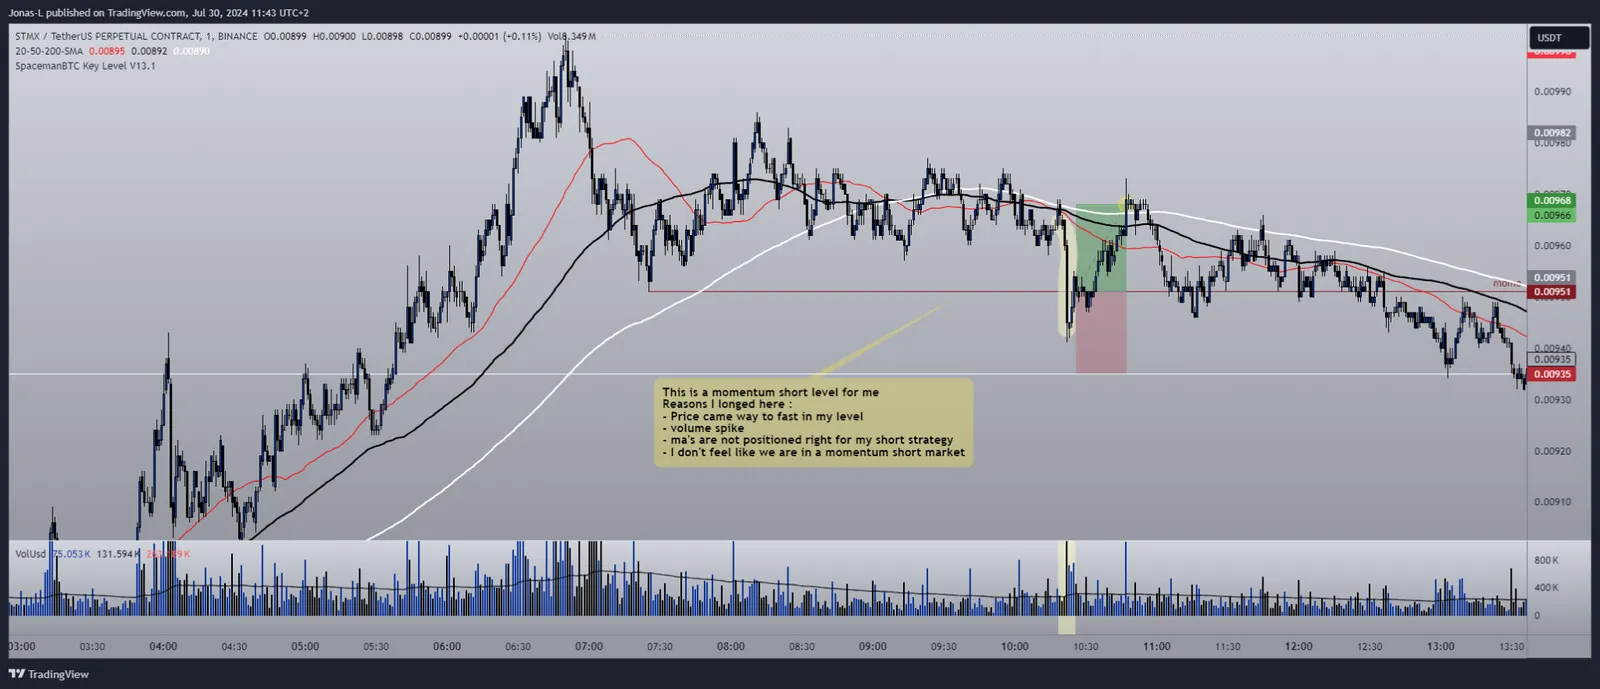 Jonas-L published on TradingView.com, Jul 30, 2024 11:43 UTC+2
STMX / TetherUS PERPETUAL CONTRACT, 1, BINANCE O0.00899 H0.00900 L0.00898 C0.00899 +0.00001 (+0.11%) Vol8.349M
20-50-200-SMA 0.00895 0.00892 0.00890
SpacemanBTC Key Level V13.1
USDT
0.00990
0.00982
0.00980
0.00968
0.00966
0.00960
0.00951
0.00951
0.00940
0.00935
0.00935
0.00930
0.00920
0.00910
This is a momentum short level for me
Reasons I longed here :
- Price came way to fast in my level
- volume spike
- ma's are not positioned right for my short strategy
- I don't feel like we are in a momentum short market
VolUsd 75.053K 131.594K
800K
400K
0
03:00 03:30 04:00 04:30 05:00 05:30 06:00 06:30 07:00 07:30 08:00 08:30 09:00 09:30 10:00 10:30 11:00 11:30 12:00 12:30 13:00 13:30
TradingView